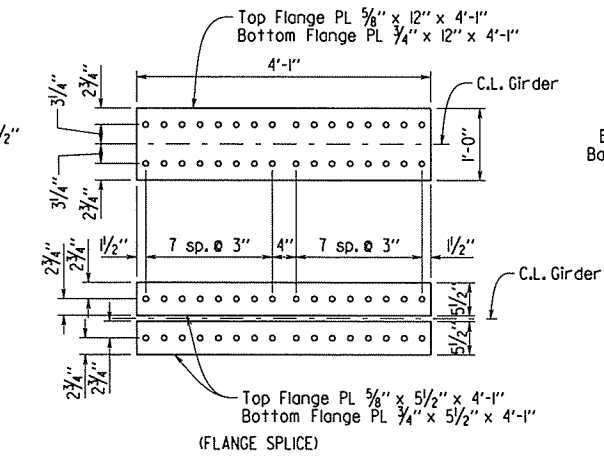 Top Flange PL 5/8" x 12" x 4'-1"
Bottom Flange PL 3/4" x 12" x 4'-1"
4'-1"
C.L. Girder
2 3/4"
3 1/4"
1/2"
1'-0"
3 1/4"
2 3/4"
1 1/2" 7 sp. @ 3" 4" 7 sp. @ 3" 1 1/2"
2 3/4" 2 3/4"
C.L. Girder
5 1/2"
5 1/2"
2 3/4" 2 3/4"
Top Flange PL 5/8" x 5 1/2" x 4'-1"
Bottom Flange PL 3/4" x 5 1/2" x 4'-1"
(FLANGE SPLICE)